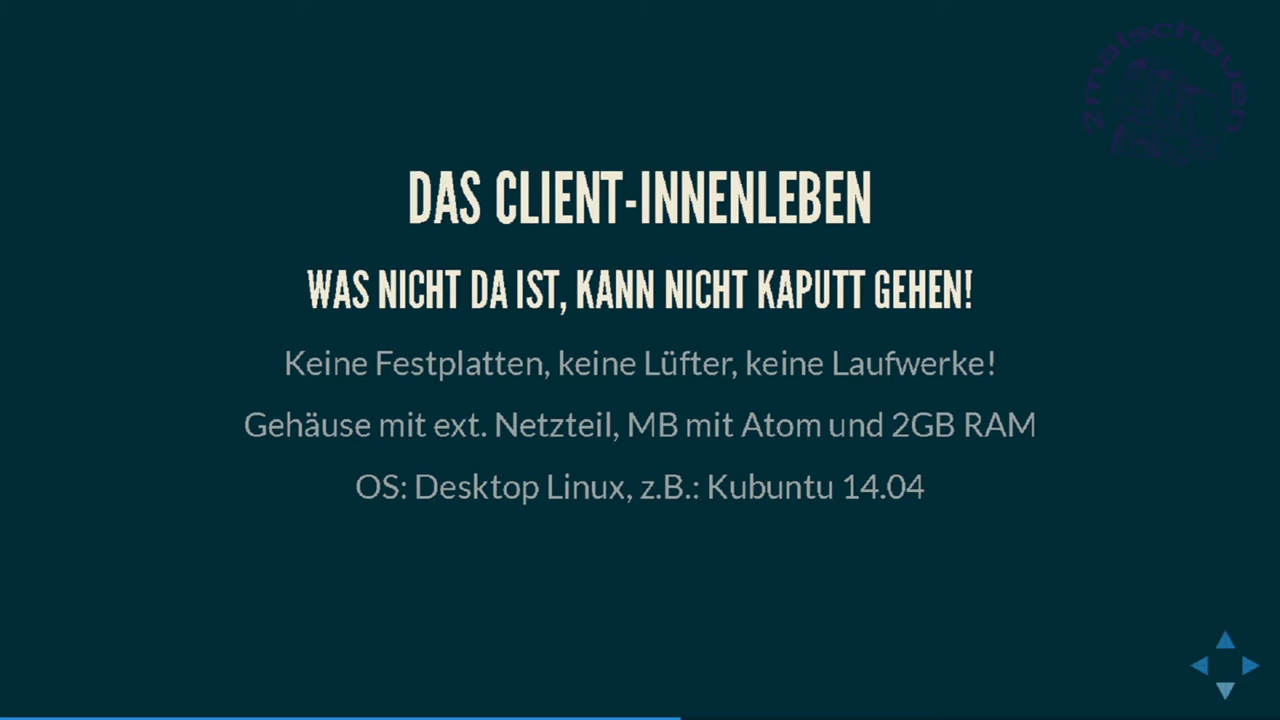 zmalschauen
DAS CLIENT-INNENLEBEN
WAS NICHT DA IST, KANN NICHT KAPUTT GEHEN!
Keine Festplatten, keine Lüfter, keine Laufwerke!
Gehäuse mit ext. Netzteil, MB mit Atom und 2GB RAM
OS: Desktop Linux, z.B.: Kubuntu 14.04